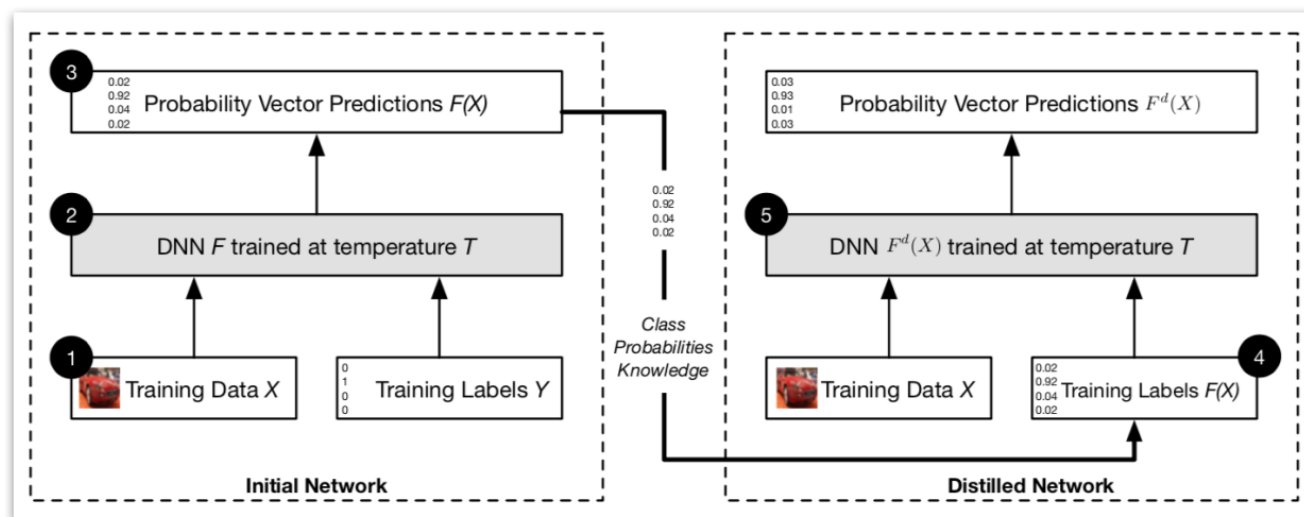 3
0.02
0.92
0.04
0.02
Probability Vector Predictions F(X)
2
DNN F trained at temperature T
1
Training Data X
0
1
0
0
Training Labels Y
Initial Network
0.02
0.92
0.04
0.02
Class
Probabilities
Knowledge
0.03
0.93
0.01
0.03
Probability Vector Predictions F^d(X)
5
DNN F^d(X) trained at temperature T
Training Data X
4
0.02
0.92
0.04
0.02
Training Labels F(X)
Distilled Network